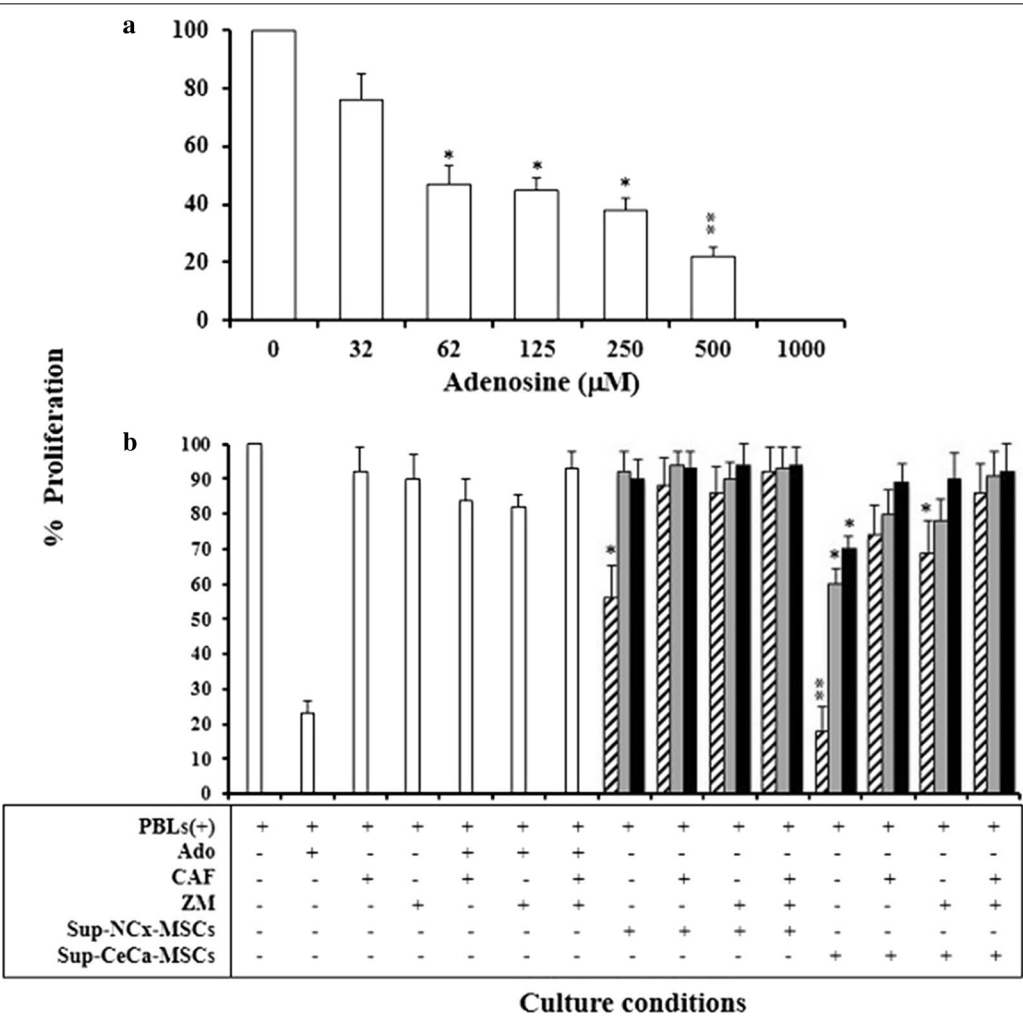 a
100
80
60
40
20
0
*
*
*
**
0 32 62 125 250 500 1000
Adenosine (µM)
% Proliferation
b
100
90
80
70
60
50
40
30
20
10
0
*
**
*
*
*
PBLs(+) + + + + + + + + + + + + + + +
Ado - + - - + + + - - - - - - - -
CAF - - + - + - + - + - + - + - +
ZM - - - + - + + - - + + - - + +
Sup-NCx-MSCs - - - - - - - + + + + - - - -
Sup-CeCa-MSCs - - - - - - - - - - - + + + +
Culture conditions